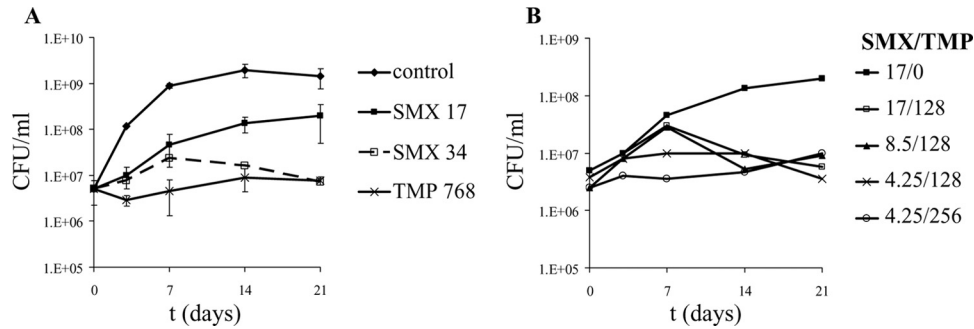 A
1.E+10
1.E+09
1.E+08
1.E+07
1.E+06
1.E+05
CFU/ml
0
7
14
21
t (days)
control
SMX 17
SMX 34
TMP 768
B
1.E+09
1.E+08
1.E+07
1.E+06
1.E+05
CFU/ml
0
7
14
21
t (days)
SMX/TMP
17/0
17/128
8.5/128
4.25/128
4.25/256